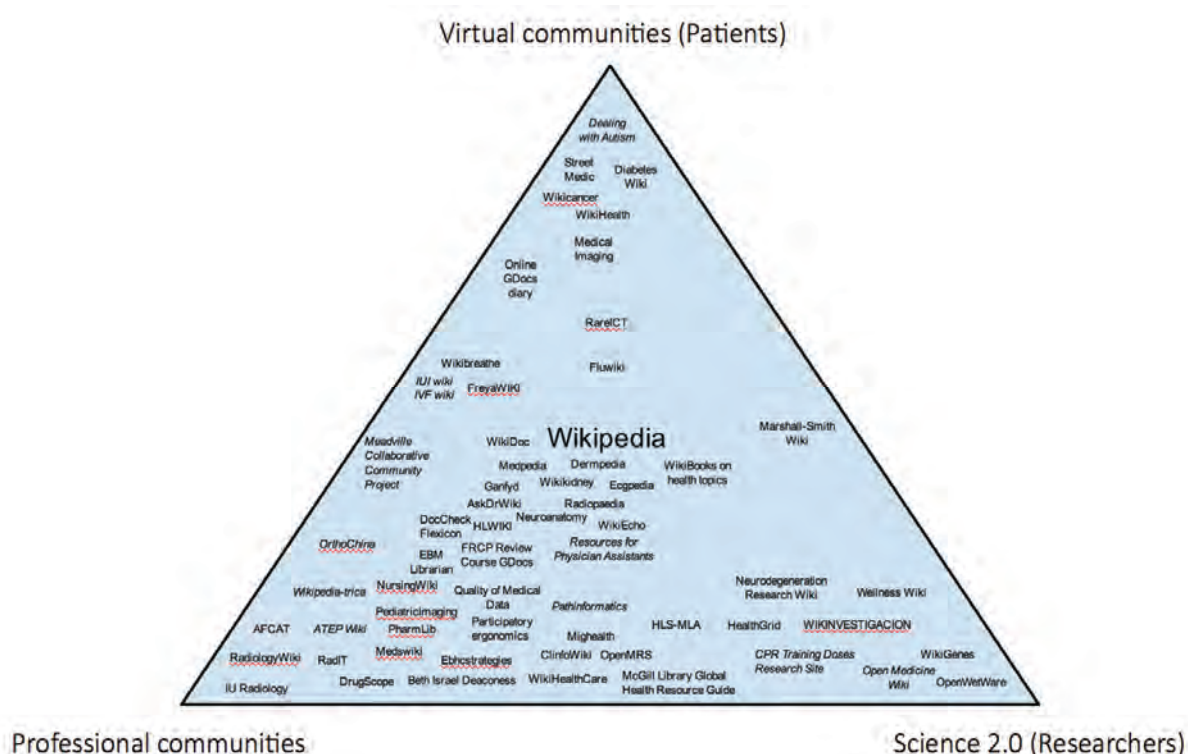 Virtual communities (Patients)
Dealing
with Autism
Street
Medic
Diabetes
Wiki
Wikicancer
WikiHealth
Medical
Imaging
Online
GDocs
diary
RareICT
Wikibreathe
Fluwiki
IUI wiki
IVF wiki
FreyaWIKI
Marshall-Smith
Wiki
Meadville
Collaborative
Community
Project
WikiDoc
Wikipedia
Medpedia
Dermpedia
WikiBooks on
health topics
Ganfyd
Wikikidney
Ecgpedia
AskDrWiki
Radiopaedia
DocCheck
Flexicon
HLWIKI
Neuroanatomy
WikiEcho
OrthoChina
EBM
Librarian
FRCP Review
Course GDocs
Resources for
Physician Assistants
Wikipedia-trica
NursingWiki
Quality of Medical
Data
Neurodegeneration
Research Wiki
Wellness Wiki
PediatricImaging
Pathinformatics
AFCAT
ATEP Wiki
PharmLib
Participatory
ergonomics
Mighealth
HLS-MLA
HealthGrid
WIKINVESTIGACION
RadiologyWiki
RadIT
Medswiki
Ebhcstrategies
ClinfoWiki
OpenMRS
CPR Training Doses
Research Site
WikiGenes
IU Radiology
DrugScope
Beth Israel Deaconess
WikiHealthCare
McGill Library Global
Health Resource Guide
Open Medicine
Wiki
OpenWetWare
Professional communities
Science 2.0 (Researchers)